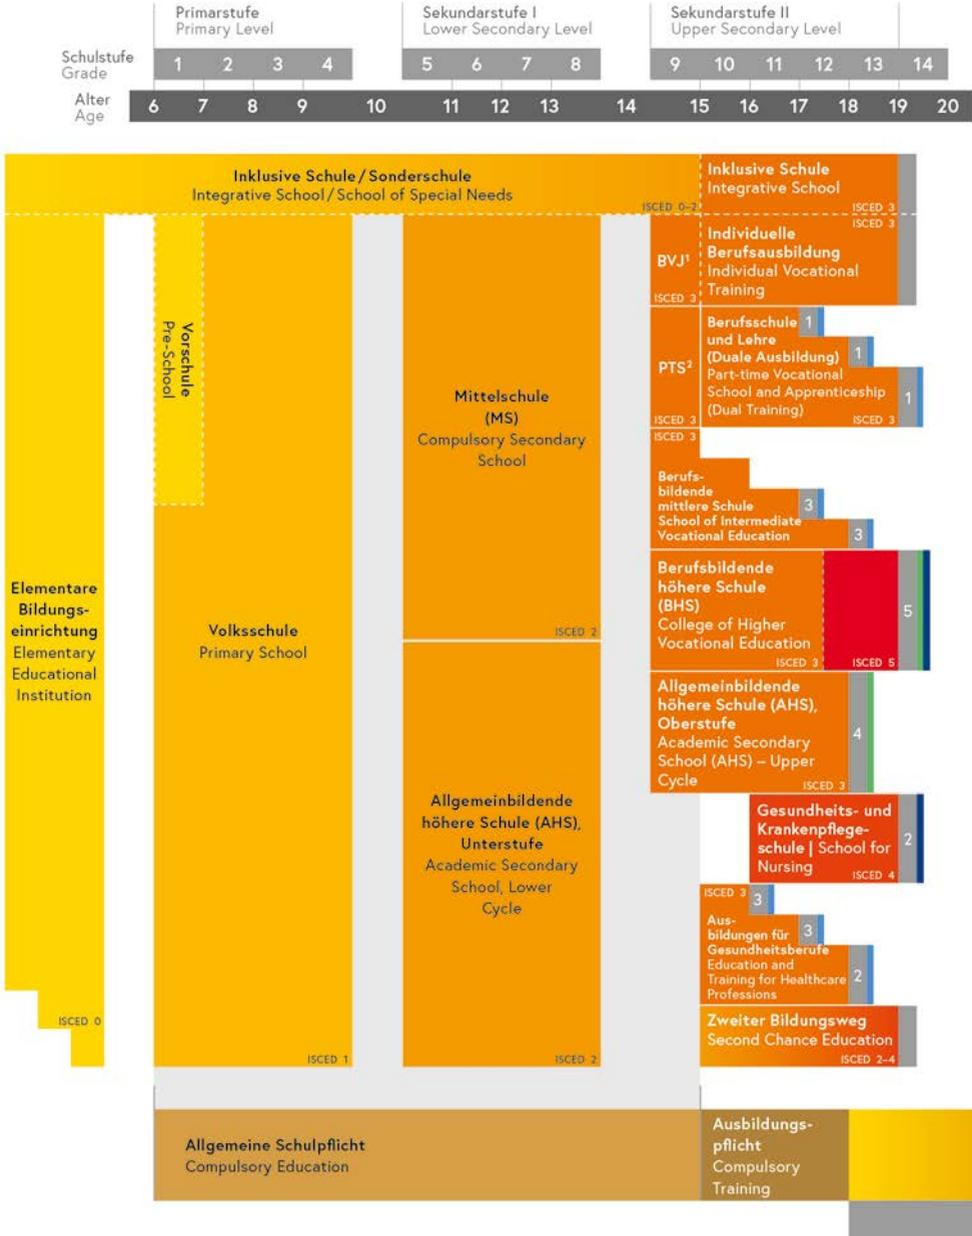 Primarstufe
Primary Level
Sekundarstufe I
Lower Secondary Level
Sekundarstufe II
Upper Secondary Level
Schulstufe
Grade
1 2 3 4 5 6 7 8 9 10 11 12 13 14
Alter
Age
6 7 8 9 10 11 12 13 14 15 16 17 18 19 20
Inklusive Schule / Sonderschule
Integrative School / School of Special Needs
ISCED 0–2
Inklusive Schule
Integrative School
ISCED 3
Elementare
Bildungs-
einrichtung
Elementary
Educational
Institution
ISCED 0
Vorschule
Pre-School
Volksschule
Primary School
ISCED 1
Mittelschule
(MS)
Compulsory Secondary
School
ISCED 2
Allgemeinbildende
höhere Schule (AHS),
Unterstufe
Academic Secondary
School, Lower
Cycle
ISCED 2
BVJ¹
ISCED 3
ISCED 3
Individuelle
Berufsausbildung
Individual Vocational
Training
PTS²
ISCED 3
Berufsschule
und Lehre
(Duale Ausbildung)
Part-time Vocational
School and Apprenticeship
(Dual Training)
ISCED 3
1
1
1
ISCED 3
Berufs-
bildende
mittlere Schule
School of Intermediate
Vocational Education
3
3
Berufsbildende
höhere Schule
(BHS)
College of Higher
Vocational Education
ISCED 3
ISCED 5
5
Allgemeinbildende
höhere Schule (AHS),
Oberstufe
Academic Secondary
School (AHS) – Upper
Cycle
ISCED 3
4
Gesundheits- und
Krankenpflege-
schule | School for
Nursing
ISCED 4
2
ISCED 3
3
Aus-
bildungen für
Gesundheitsberufe
Education and
Training for Healthcare
Professions
3
2
Zweiter Bildungsweg
Second Chance Education
ISCED 2–4
Allgemeine Schulpflicht
Compulsory Education
Ausbildungs-
pflicht
Compulsory
Training